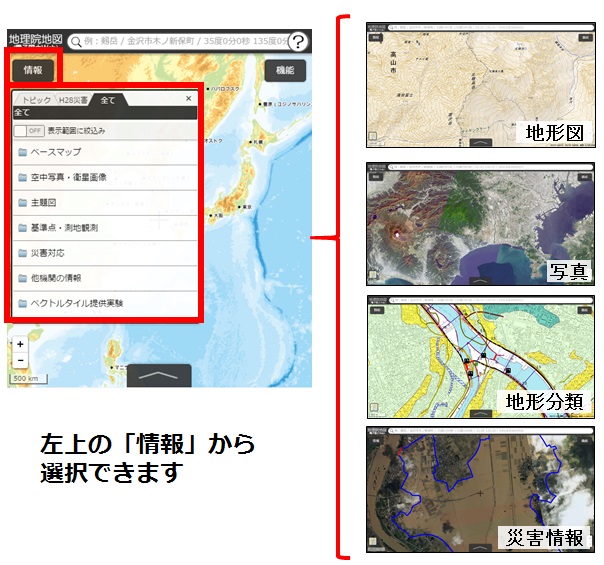 地理院地図
例：剱岳 / 金沢市木ノ新保町 / 35度0分0秒 135度0分
?
情報
機能
トピック
H28災害
全て
×
全て
OFF
表示範囲に絞込み
ベースマップ
空中写真・衛星画像
主題図
基準点・測地観測
災害対応
他機関の情報
ベクトルタイル提供実験
ハバロフスク
札幌
東京
大阪
マニラ
+
−
500 km
左上の「情報」から
選択できます
高山市
地形図
写真
地形分類
災害情報